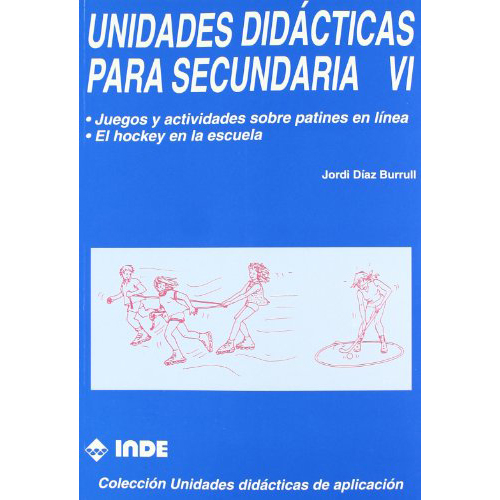 UNIDADES DIDÁCTICAS
PARA SECUNDARIA VI
• Juegos y actividades sobre patines en línea
• El hockey en la escuela
Jordi Díaz Burrull
INDE
Colección Unidades didácticas de aplicación